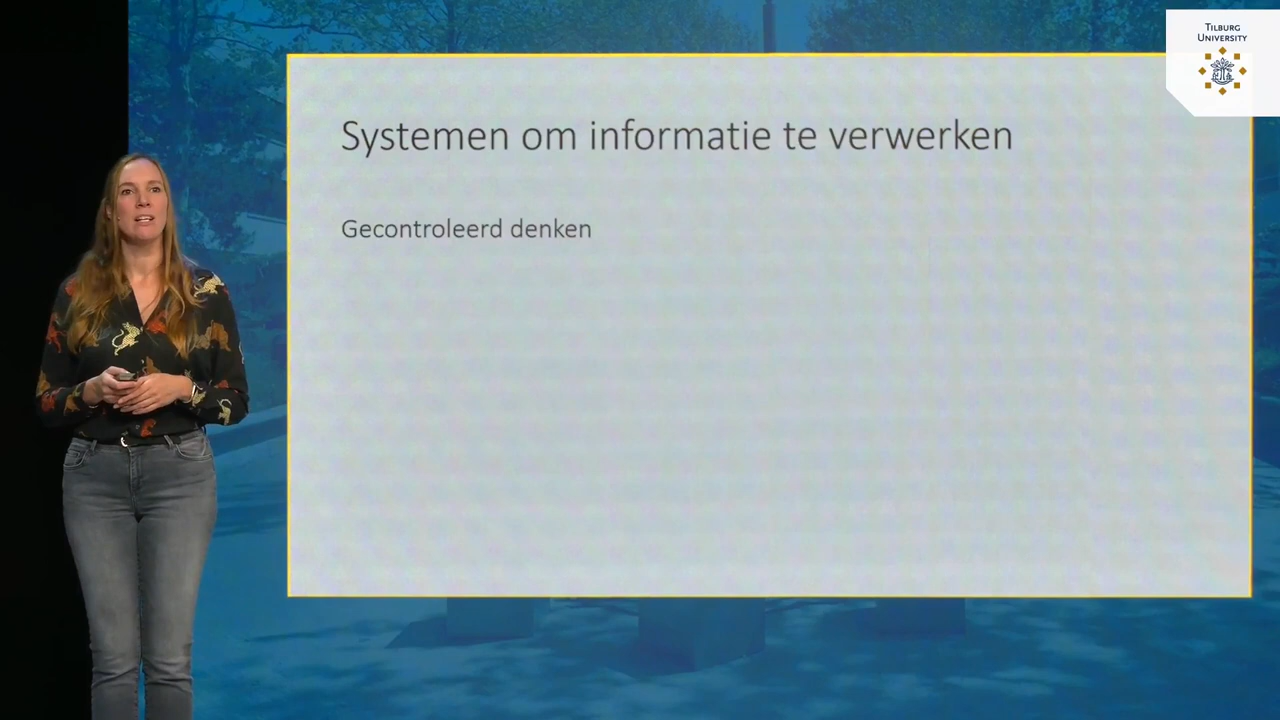 TILBURG
UNIVERSITY
Systemen om informatie te verwerken
Gecontroleerd denken